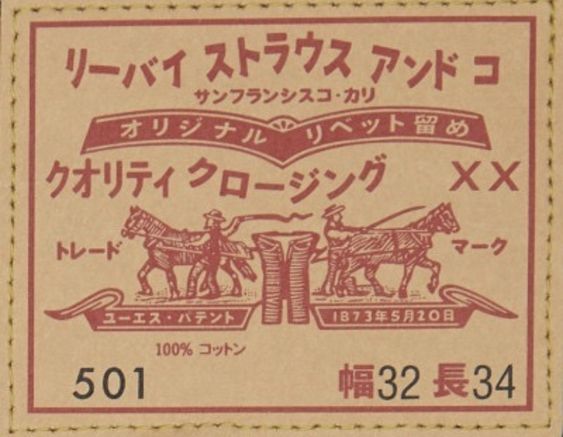 リーバイ ストラウス アンド コ
サンフランシスコ・カリ
オリジナル リベット留め
クオリティ クロージング XX
トレード マーク
ユーエス・パテント 1873年5月20日
100% コットン
501 幅32 長34